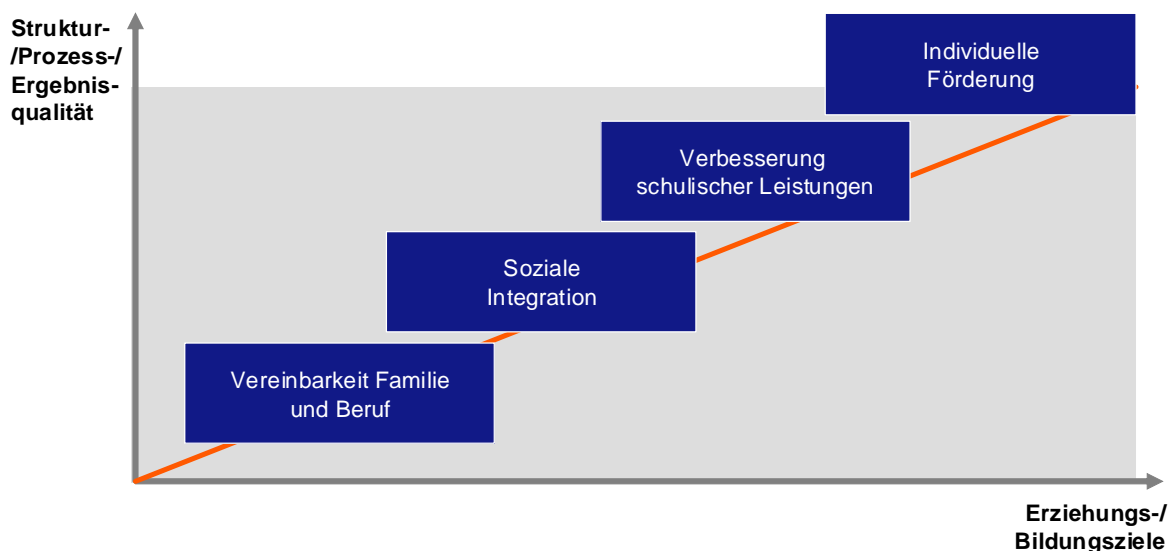 Struktur-
/Prozess-/
Ergebnis-
qualität
Individuelle
Förderung
Verbesserung
schulischer Leistungen
Soziale
Integration
Vereinbarkeit Familie
und Beruf
Erziehungs-/
Bildungsziele